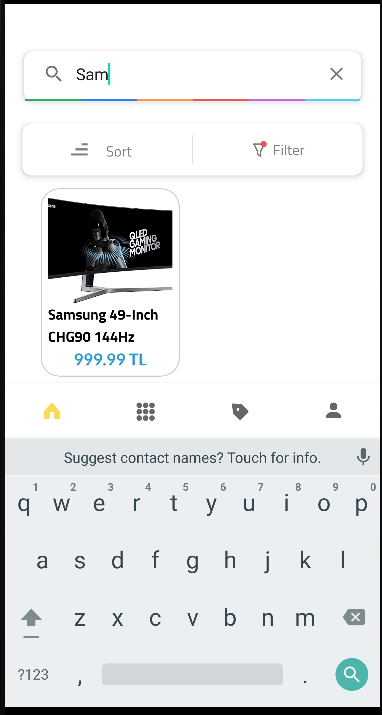 Sam
Sort
Filter
QLED
GAMING
MONITOR
Samsung 49-Inch
CHG90 144Hz
999.99 TL
Suggest contact names? Touch for info.
1 2 3 4 5 6 7 8 9 0
q w e r t y u i o p
a s d f g h j k l
z x c v b n m
?123 , .